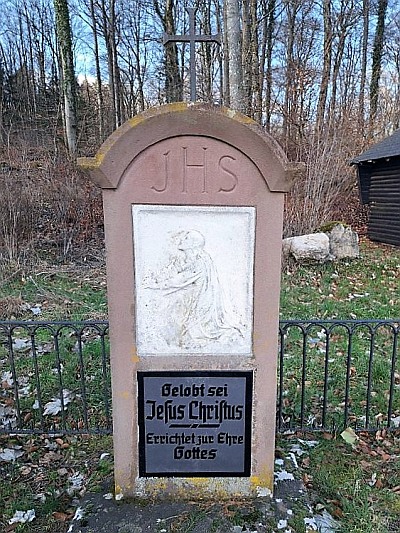 JHS
Gelobt sei
Jesus Christus
Errichtet zur Ehre
Gottes